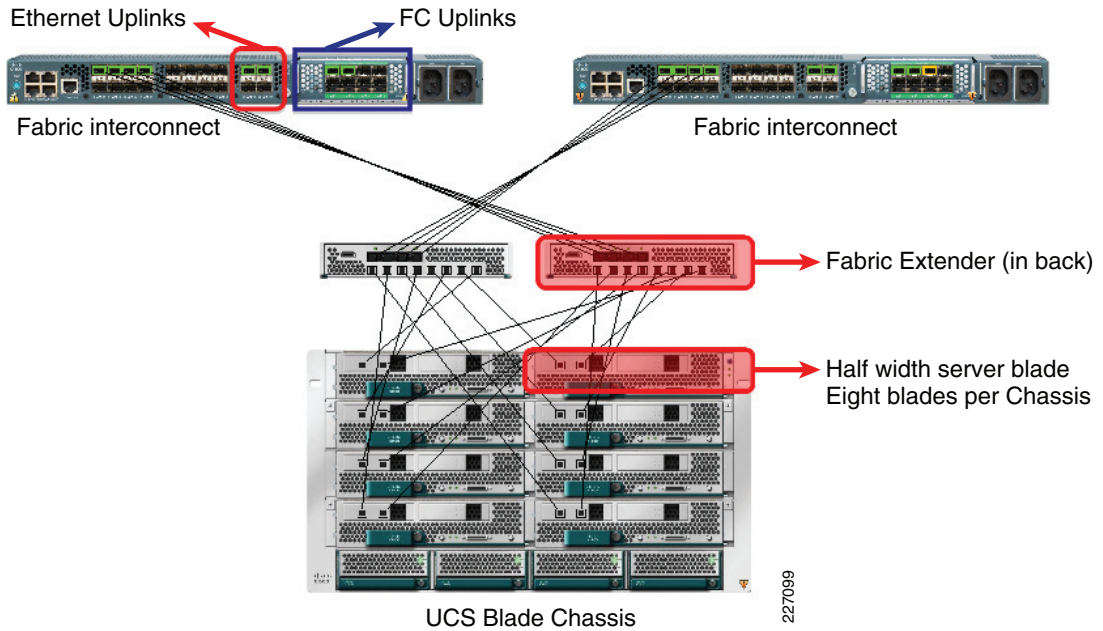 Ethernet Uplinks
FC Uplinks
Fabric interconnect
Fabric interconnect
Fabric Extender (in back)
Half width server blade
Eight blades per Chassis
UCS Blade Chassis
227099